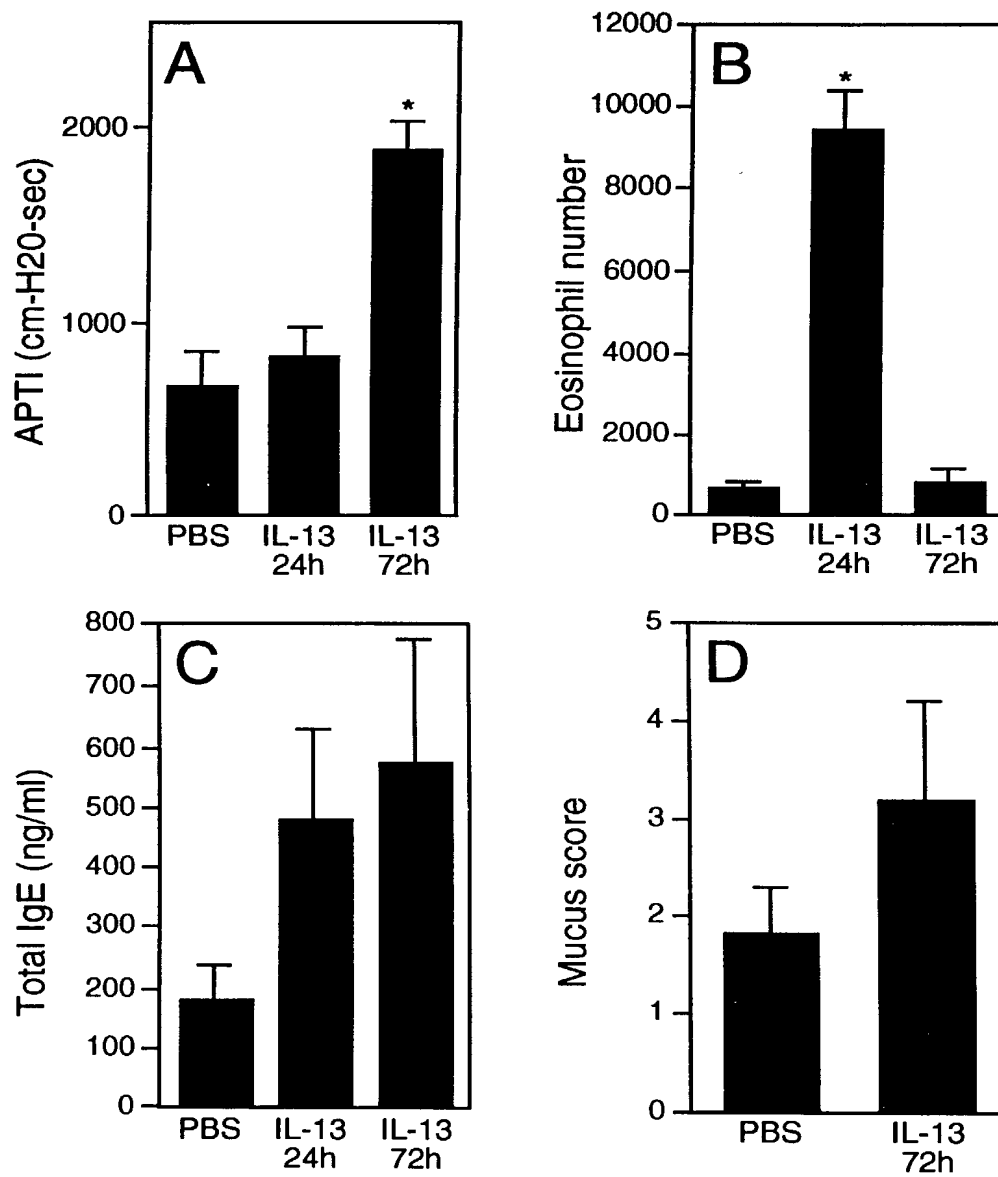 A
APTI (cm-H20-sec)
2000
1000
0
*
PBS IL-13 IL-13
24h 72h
B
Eosinophil number
12000
10000
8000
6000
4000
2000
0
*
PBS IL-13 IL-13
24h 72h
C
Total IgE (ng/ml)
800
700
600
500
400
300
200
100
0
PBS IL-13 IL-13
24h 72h
D
Mucus score
5
4
3
2
1
0
PBS IL-13
72h